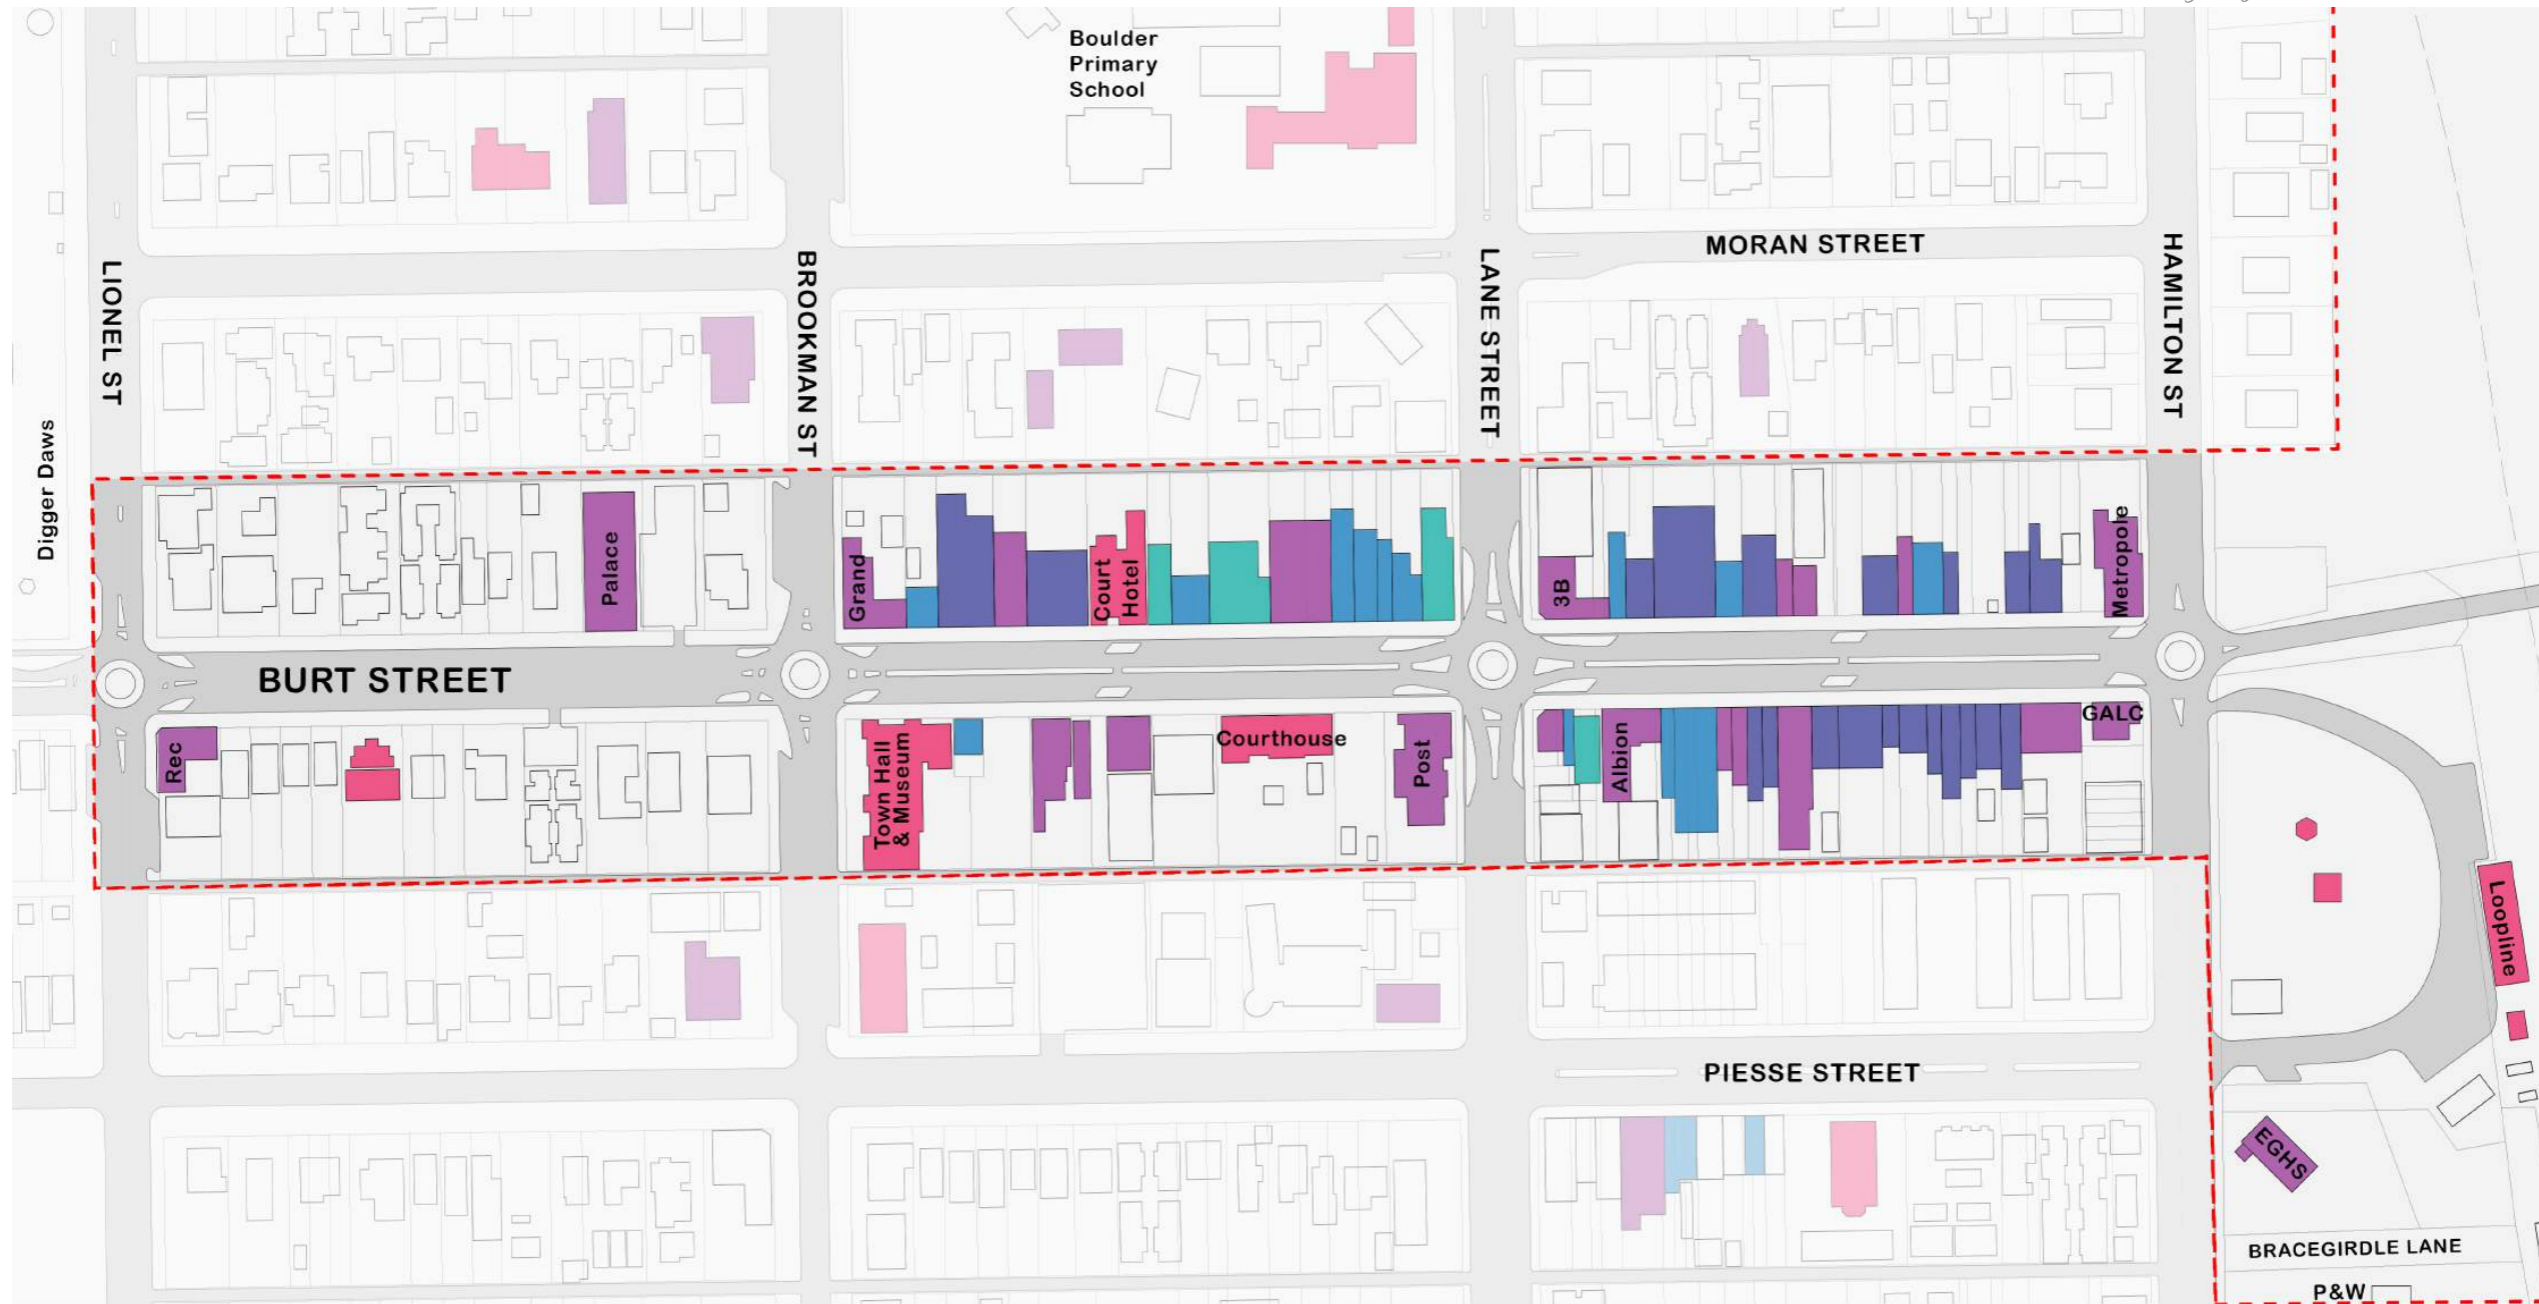 Boulder
Primary
School
MORAN STREET
LIONEL ST
BROOKMAN ST
LANE STREET
HAMILTON ST
Digger Daws
Palace
Grand
Court
Hotel
3B
Metropole
BURT STREET
Rec
Town Hall
& Museum
Courthouse
Post
Albion
GALC
Loopline
PIESSE STREET
EGHS
BRACEGIRDLE LANE
P&W